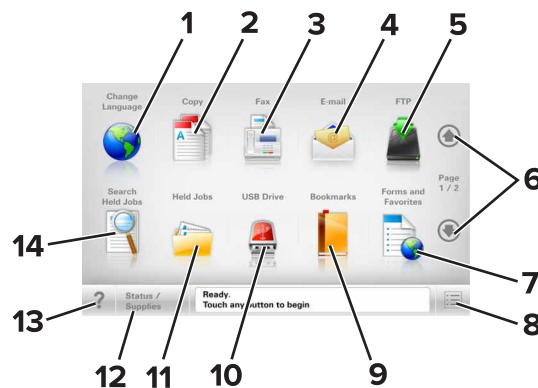 1 2 3 4 5
Change
Language
Copy
Fax
E-mail
FTP
6
Page
1 / 2
Search
Held Jobs
Held Jobs
USB Drive
Bookmarks
Forms and
Favorites
14
7
?
Status /
Supplies
Ready.
Touch any button to begin
13
8
12 11 10 9